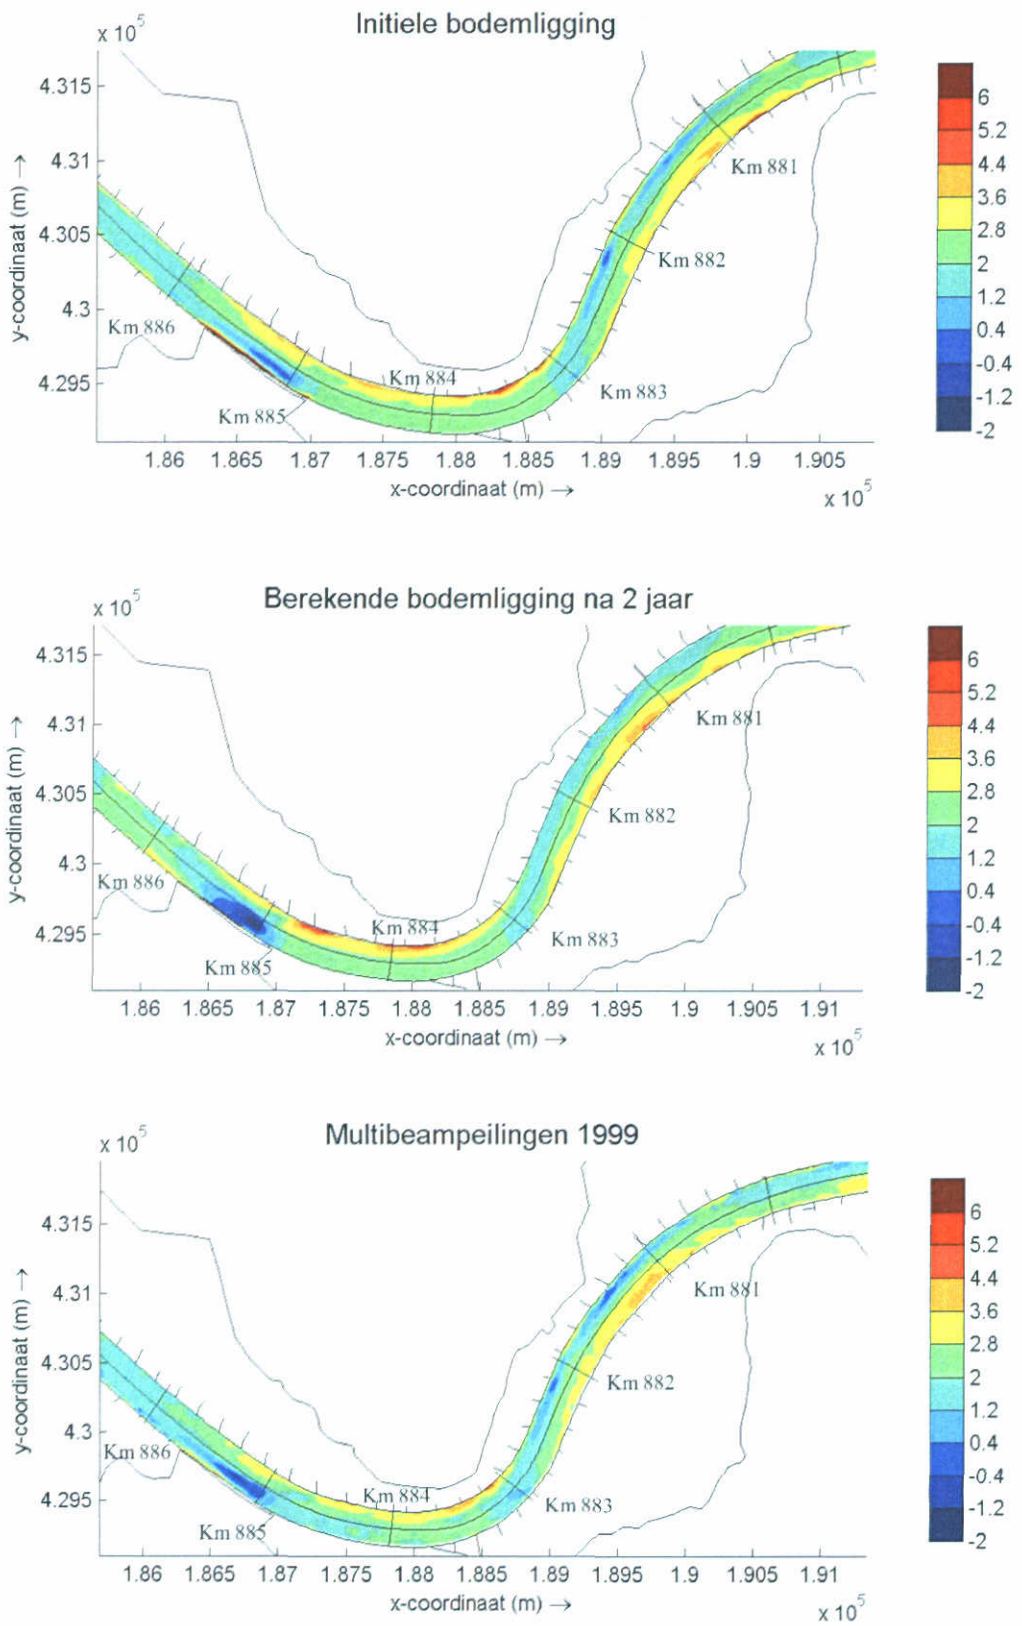 Initiele bodemligging
x 10^5
4.315
4.31
4.305
4.3
4.295
y-coordinaat (m) →
Km 881
Km 882
Km 883
Km 884
Km 885
Km 886
1.86 1.865 1.87 1.875 1.88 1.885 1.89 1.895 1.9 1.905
x-coordinaat (m) →
x 10^5
6
5.2
4.4
3.6
2.8
2
1.2
0.4
-0.4
-1.2
-2
Berekende bodemligging na 2 jaar
x 10^5
4.315
4.31
4.305
4.3
4.295
y-coordinaat (m) →
Km 881
Km 882
Km 883
Km 884
Km 885
Km 886
1.86 1.865 1.87 1.875 1.88 1.885 1.89 1.895 1.9 1.905 1.91
x-coordinaat (m) →
x 10^5
6
5.2
4.4
3.6
2.8
2
1.2
0.4
-0.4
-1.2
-2
Multibeampeilingen 1999
x 10^5
4.315
4.31
4.305
4.3
4.295
y-coordinaat (m) →
Km 881
Km 882
Km 883
Km 884
Km 885
Km 886
1.86 1.865 1.87 1.875 1.88 1.885 1.89 1.895 1.9 1.905 1.91
x-coordinaat (m) →
x 10^5
6
5.2
4.4
3.6
2.8
2
1.2
0.4
-0.4
-1.2
-2